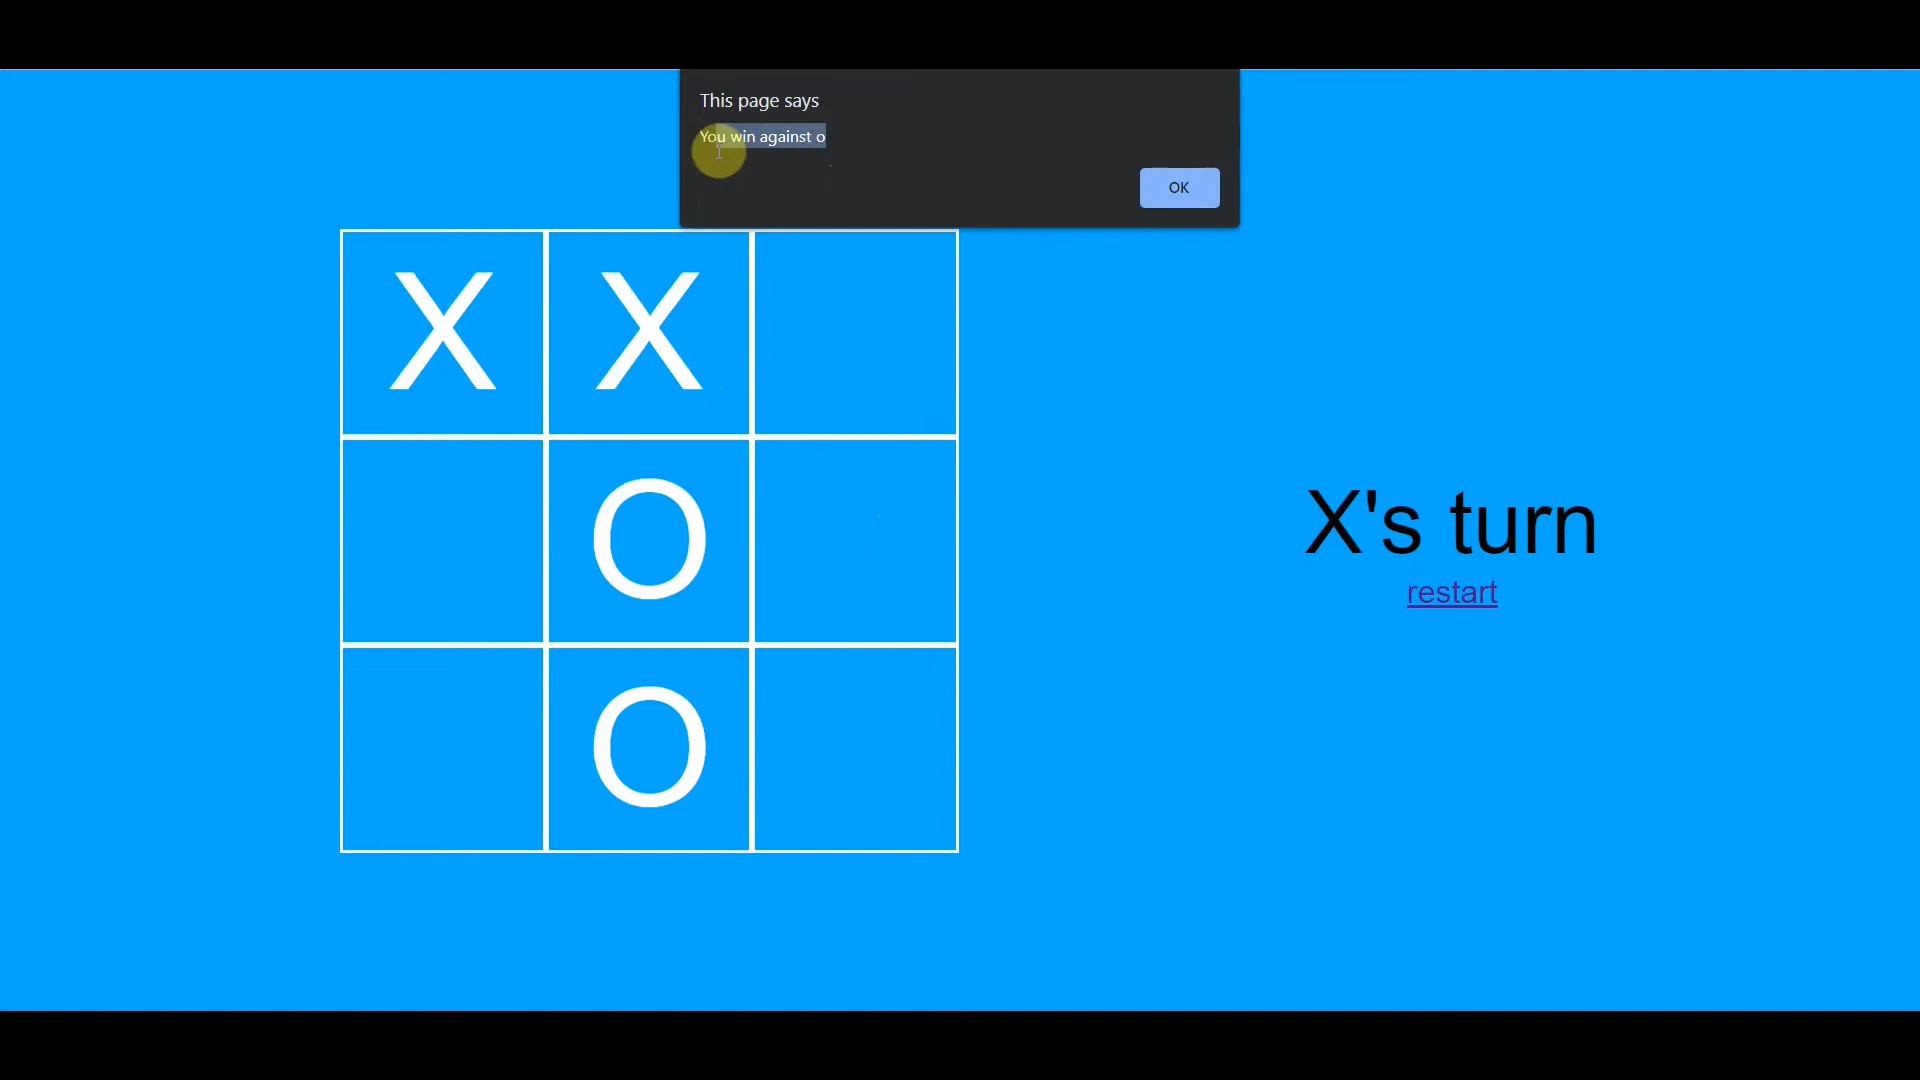 This page says
You win against o
OK
X X
O
O
X's turn
restart